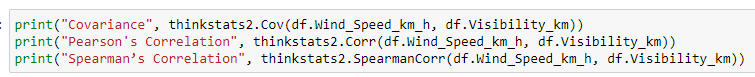 print("Covariance", thinkstats2.Cov(df.Wind_Speed_km_h, df.Visibility_km))
print("Pearson's Correlation", thinkstats2.Corr(df.Wind_Speed_km_h, df.Visibility_km))
print("Spearman’s Correlation", thinkstats2.SpearmanCorr(df.Wind_Speed_km_h, df.Visibility_km))